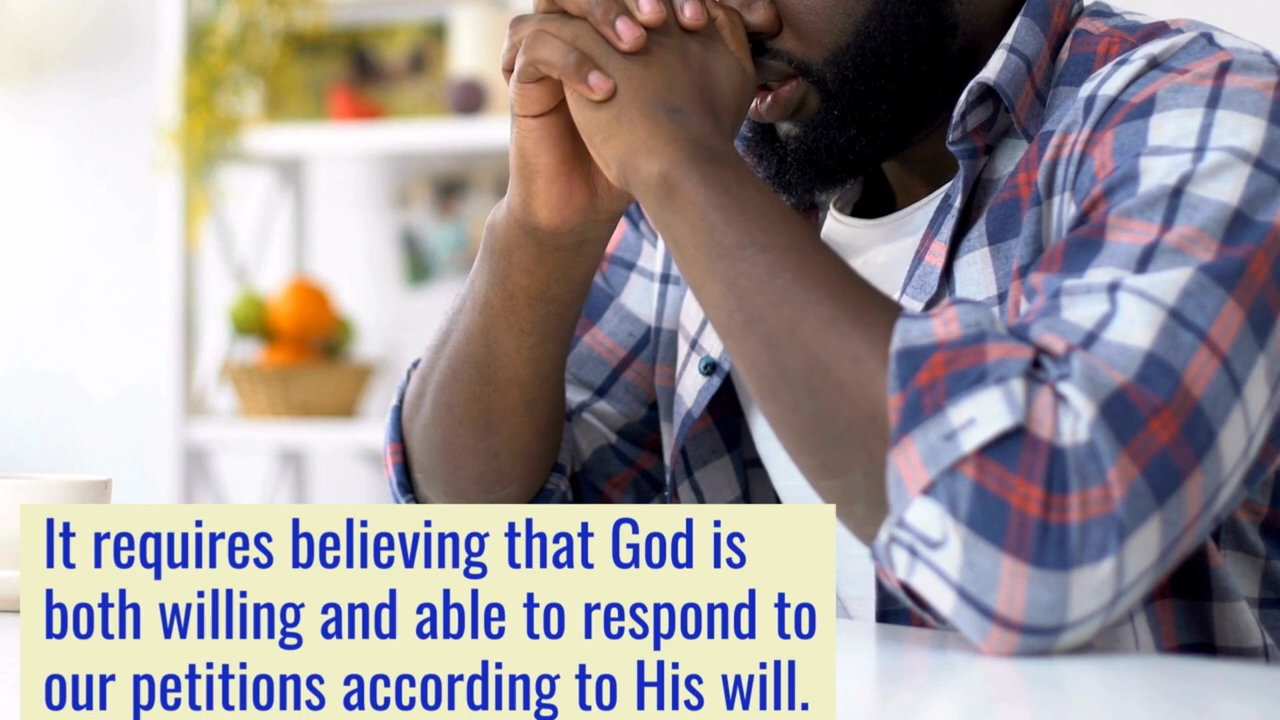 It requires believing that God is
both willing and able to respond to
our petitions according to His will.